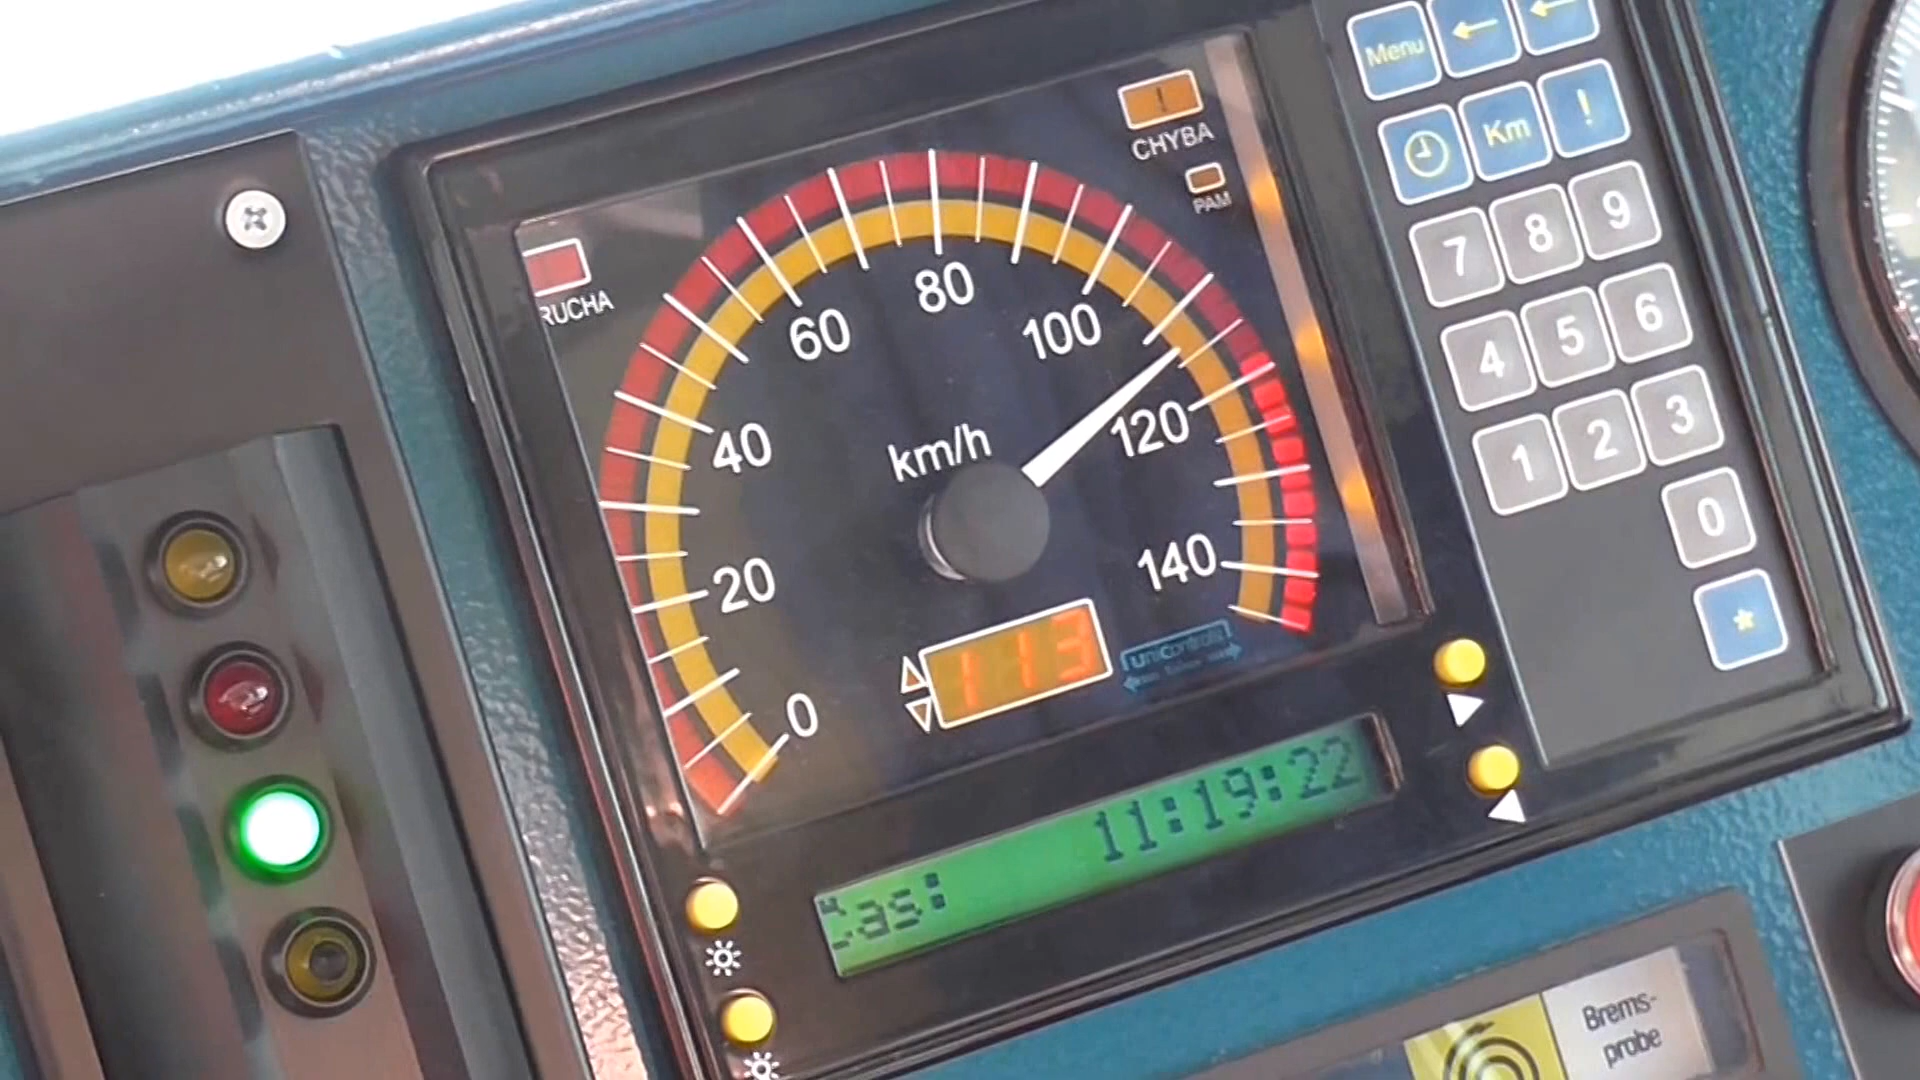 Menu
←
←
CHYBA
Km
!
PAM
7
8
9
RUCHA
4
5
6
1
2
3
0
*
0
20
40
60
80
100
120
140
km/h
113
unicontrols
11:19:22
Čas:
Brems-
probe